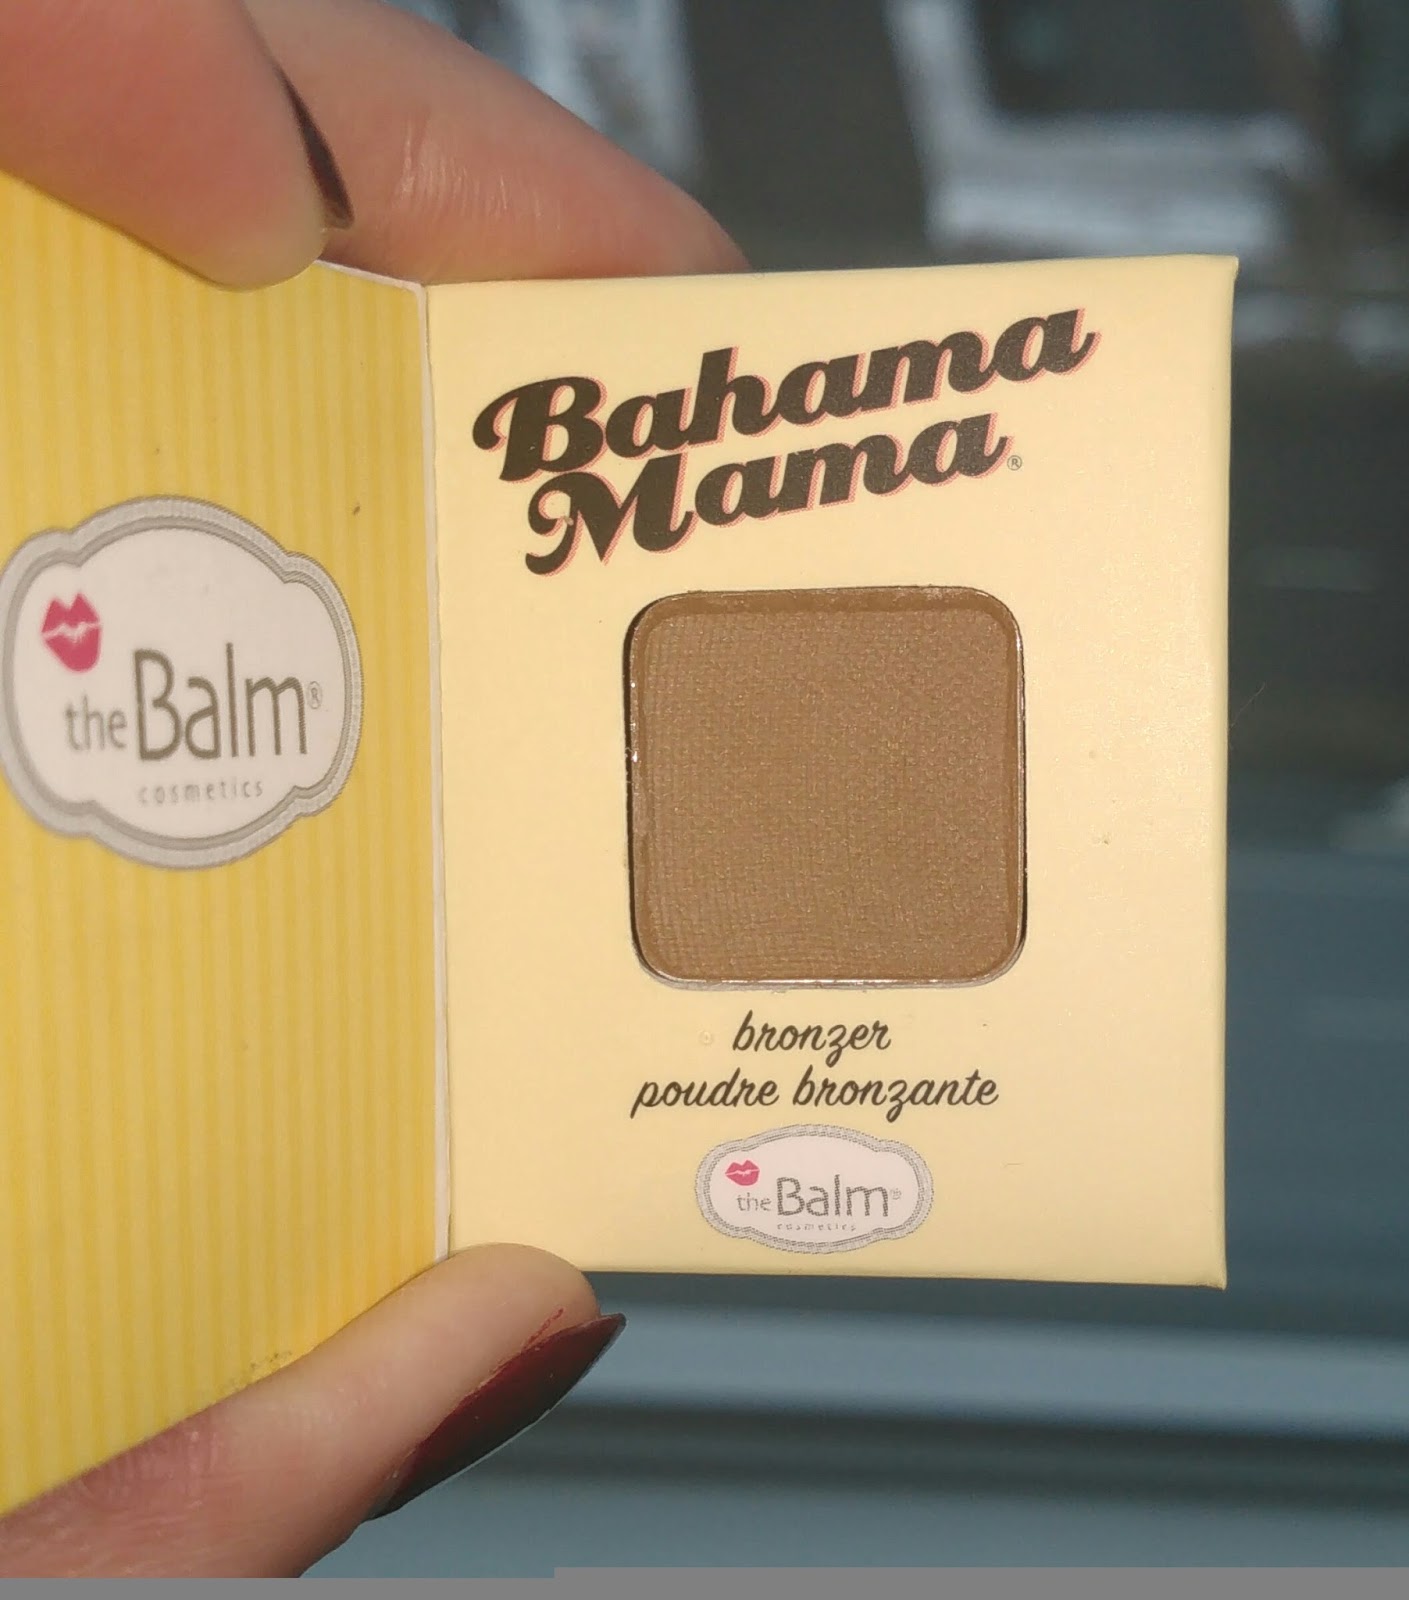 the Balm®
cosmetics
Bahama
Mama®
bronzer
poudre bronzante
the Balm®
cosmetics